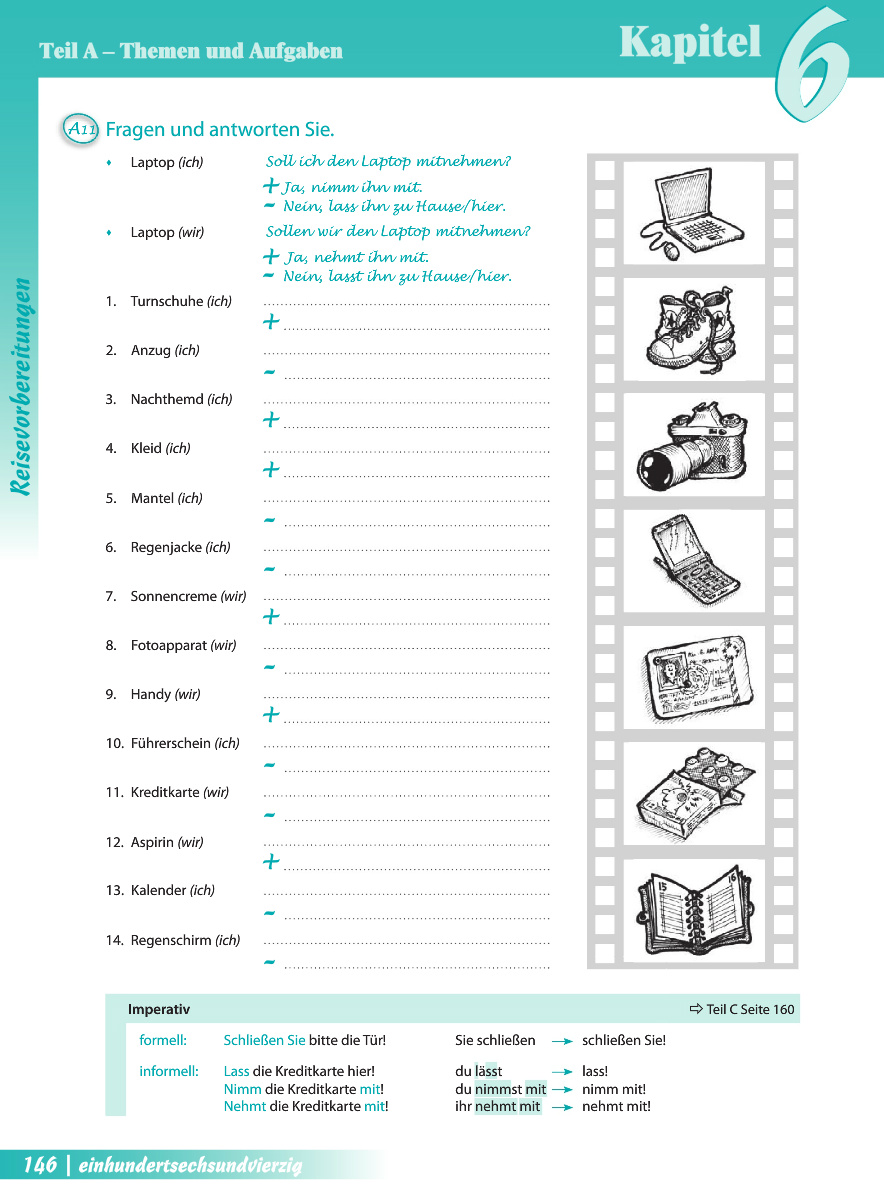 Teil A – Themen und Aufgaben
Kapitel 6
Reisevorbereitungen
A11 Fragen und antworten Sie.
Laptop (ich) Soll ich den Laptop mitnehmen?
+ Ja, nimm ihn mit.
- Nein, lass ihn zu Hause/hier.
Laptop (wir) Sollen wir den Laptop mitnehmen?
+ Ja, nehmt ihn mit.
- Nein, lasst ihn zu Hause/hier.
1. Turnschuhe (ich)
+
2. Anzug (ich)
-
3. Nachthemd (ich)
+
4. Kleid (ich)
+
5. Mantel (ich)
-
6. Regenjacke (ich)
-
7. Sonnencreme (wir)
+
8. Fotoapparat (wir)
-
9. Handy (wir)
+
10. Führerschein (ich)
-
11. Kreditkarte (wir)
-
12. Aspirin (wir)
+
13. Kalender (ich)
-
14. Regenschirm (ich)
-
15 16
Imperativ ⇨ Teil C Seite 160
formell: Schließen Sie bitte die Tür! Sie schließen → schließen Sie!
informell: Lass die Kreditkarte hier! du lässt → lass!
Nimm die Kreditkarte mit! du nimmst mit → nimm mit!
Nehmt die Kreditkarte mit! ihr nehmt mit → nehmt mit!
146 | einhundertsechsundvierzig